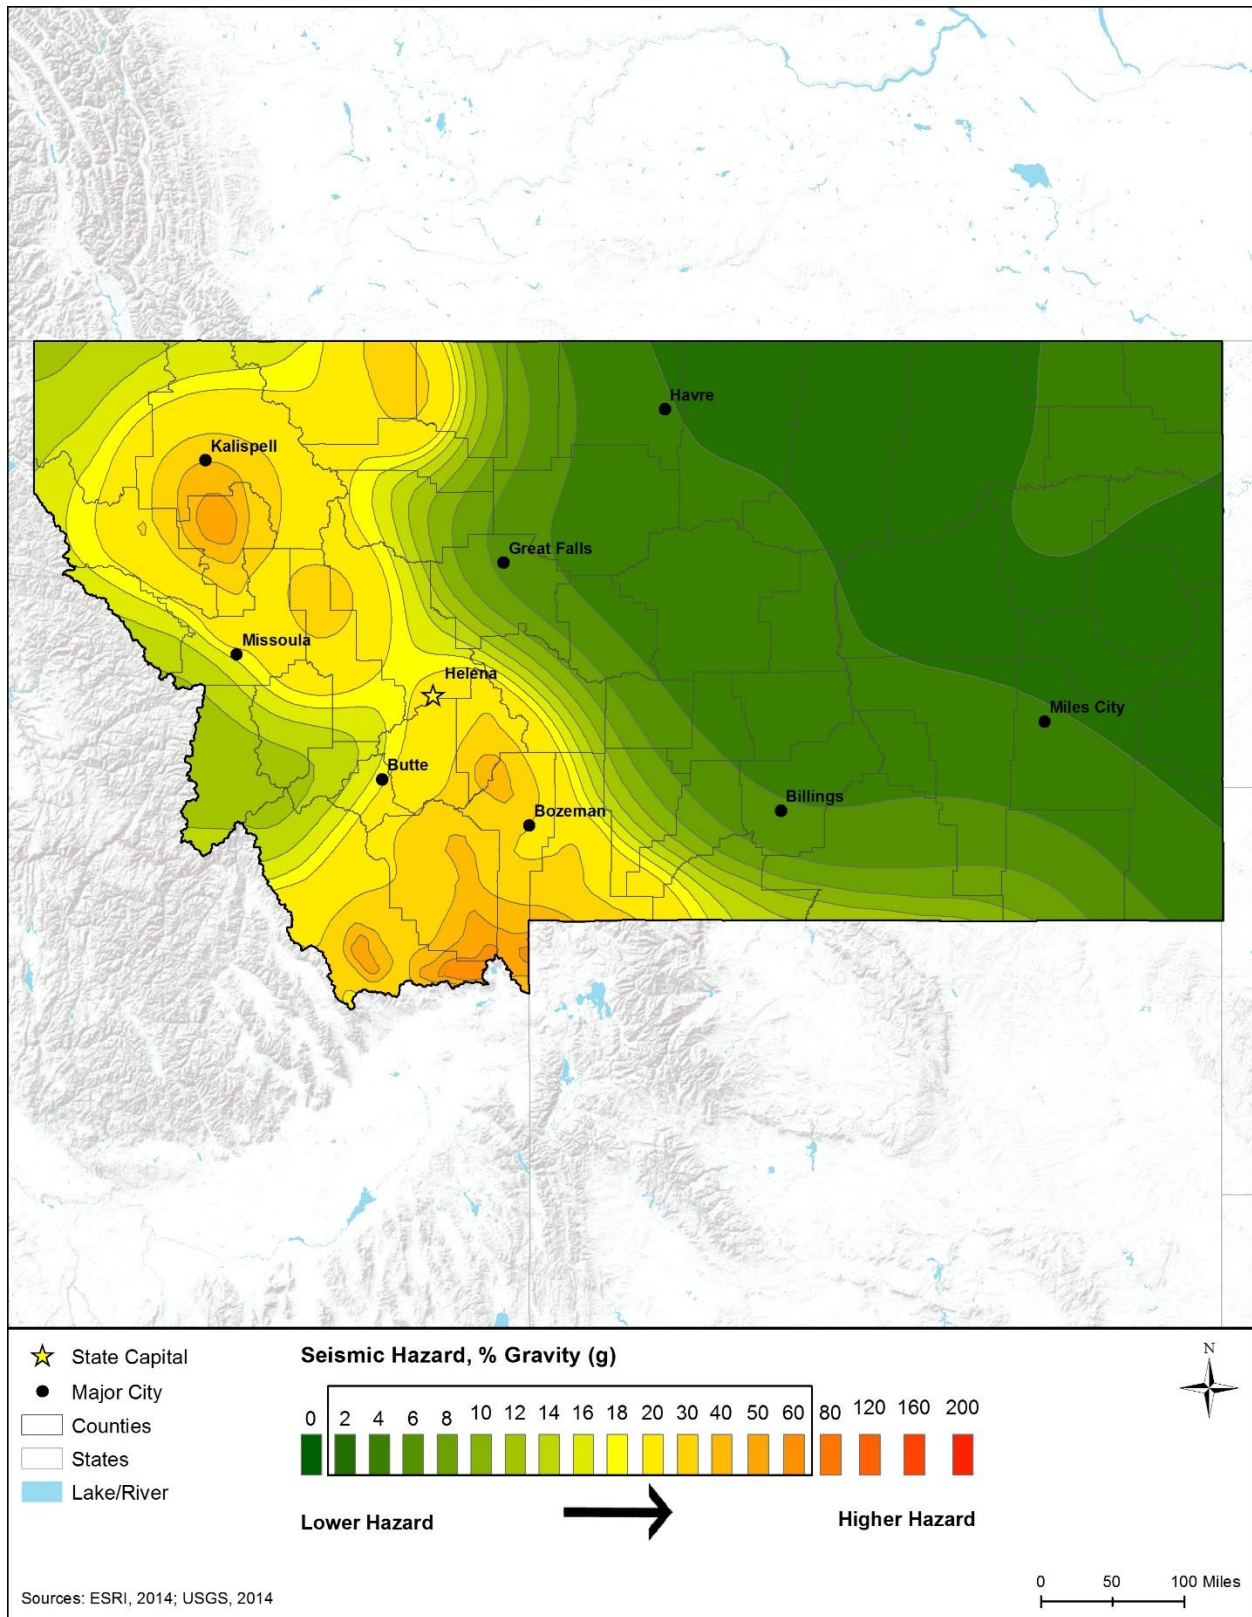 Havre
Kalispell
Great Falls
Missoula
Helena
Miles City
Butte
Billings
Bozeman
State Capital
Major City
Counties
States
Lake/River
Seismic Hazard, % Gravity (g)
0 2 4 6 8 10 12 14 16 18 20 30 40 50 60 80 120 160 200
Lower Hazard
Higher Hazard
N
Sources: ESRI, 2014; USGS, 2014
0 50 100 Miles